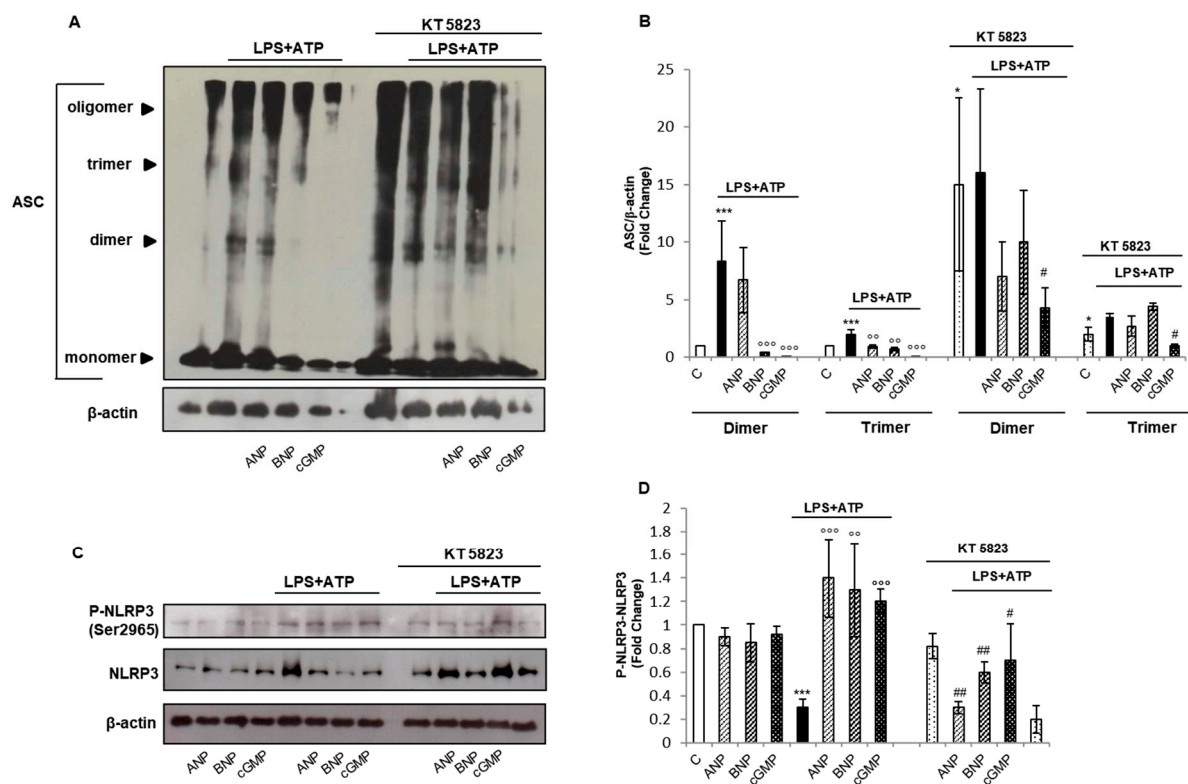 A
KT 5823
LPS+ATP
LPS+ATP
oligomer
trimer
ASC
dimer
monomer
β-actin
ANP BNP cGMP ANP BNP cGMP
B
KT 5823
LPS+ATP
25
20
15
10
5
0
ASC/β-actin
(Fold Change)
LPS+ATP
***
°°°
°°°
LPS+ATP
***
°°
°°
°°°
*
#
KT 5823
LPS+ATP
*
#
C ANP BNP cGMP C ANP BNP cGMP C ANP BNP cGMP C ANP BNP cGMP
Dimer Trimer Dimer Trimer
C
KT 5823
LPS+ATP
LPS+ATP
P-NLRP3
(Ser2965)
NLRP3
β-actin
ANP BNP cGMP ANP BNP cGMP ANP BNP cGMP
D
2
1.8
1.6
1.4
1.2
1
0.8
0.6
0.4
0.2
0
P-NLRP3-NLRP3
(Fold Change)
LPS+ATP
***
°°°
°°
°°°
KT 5823
LPS+ATP
##
##
#
C ANP BNP cGMP ANP BNP cGMP ANP BNP cGMP